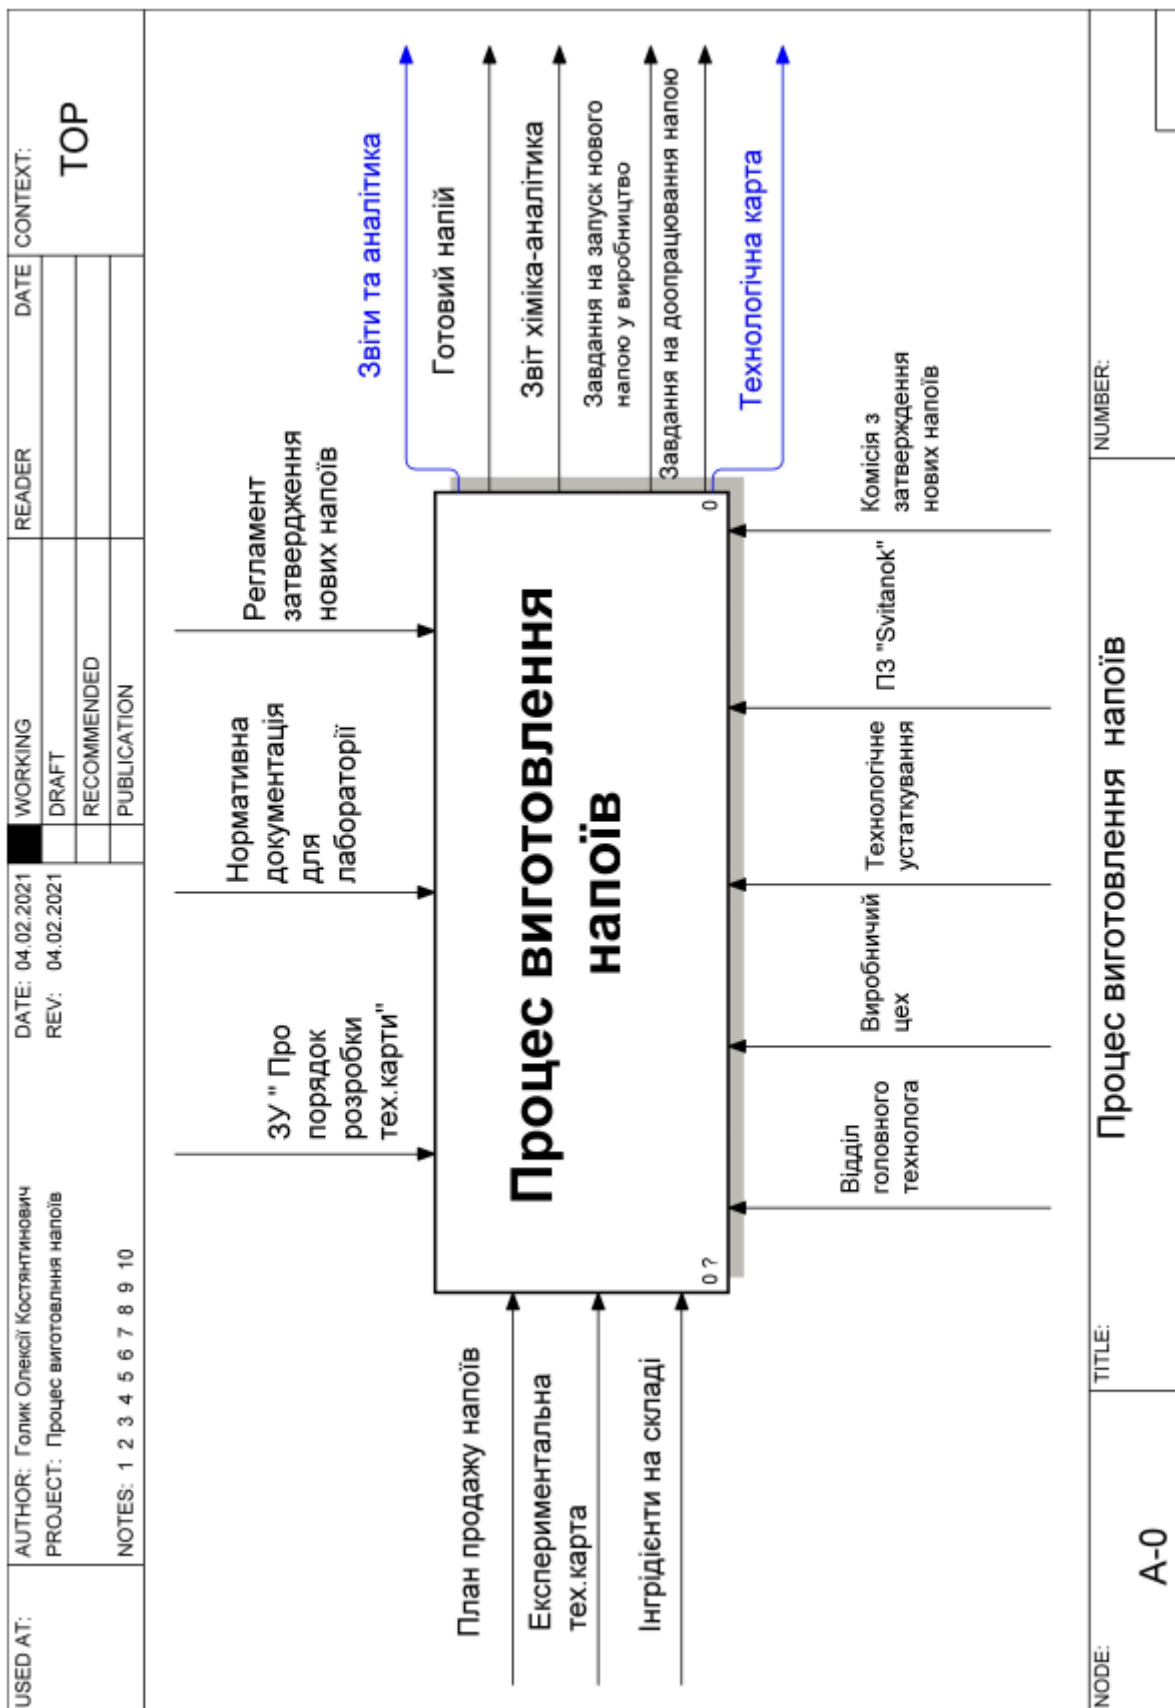 USED AT:
AUTHOR: Голик Олексії Костянтинович
DATE: 04.02.2021
WORKING
READER
DATE
CONTEXT:
PROJECT: Процес виготовлння напоїв
REV: 04.02.2021
DRAFT
TOP
RECOMMENDED
NOTES: 1 2 3 4 5 6 7 8 9 10
PUBLICATION
ЗУ " Про
порядок
розробки
тех.карти"
Нормативна
документація
для
лабораторії
Регламент
затвердження
нових напоїв
План продажу напоїв
Експериментальна
тех.карта
Інгрідієнти на складі
Процес виготовлення
напоїв
0 ?
0
Звіти та аналітика
Готовий напій
Звіт хіміка-аналітика
Завдання на запуск нового
напою у виробництво
Завдання на доопрацювання напою
Технологічна карта
Відділ
головного
технолога
Виробничий
цех
Технологічне
устаткування
ПЗ "Svitanok"
Комісія з
затверждення
нових напоїв
NODE:
TITLE:
NUMBER:
A-0
Процес виготовлення напоїв